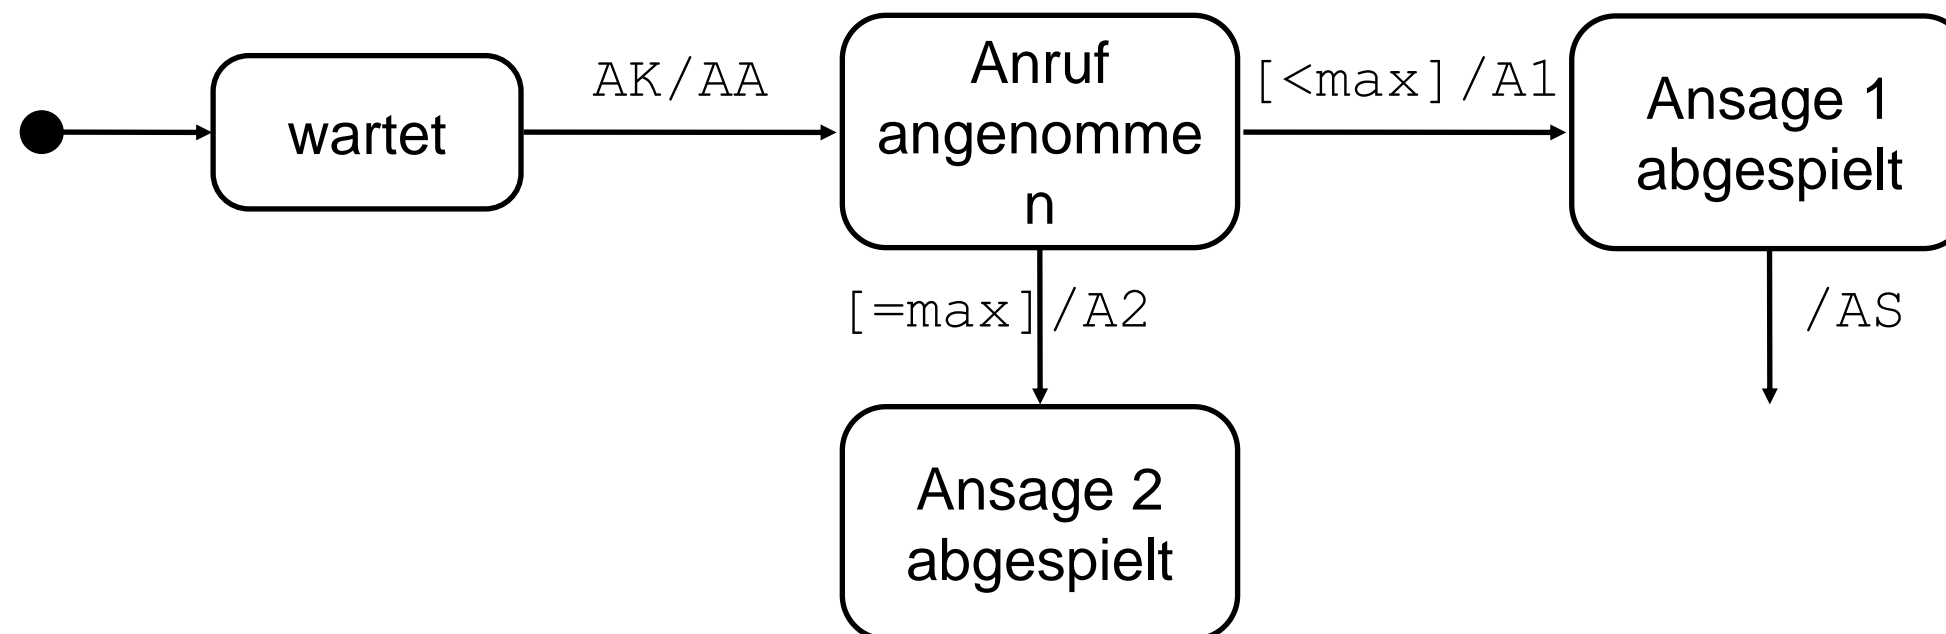 wartet
AK/AA
Anruf
angenomme
n
[<max]/A1
Ansage 1
abgespielt
[=max]/A2
/AS
Ansage 2
abgespielt